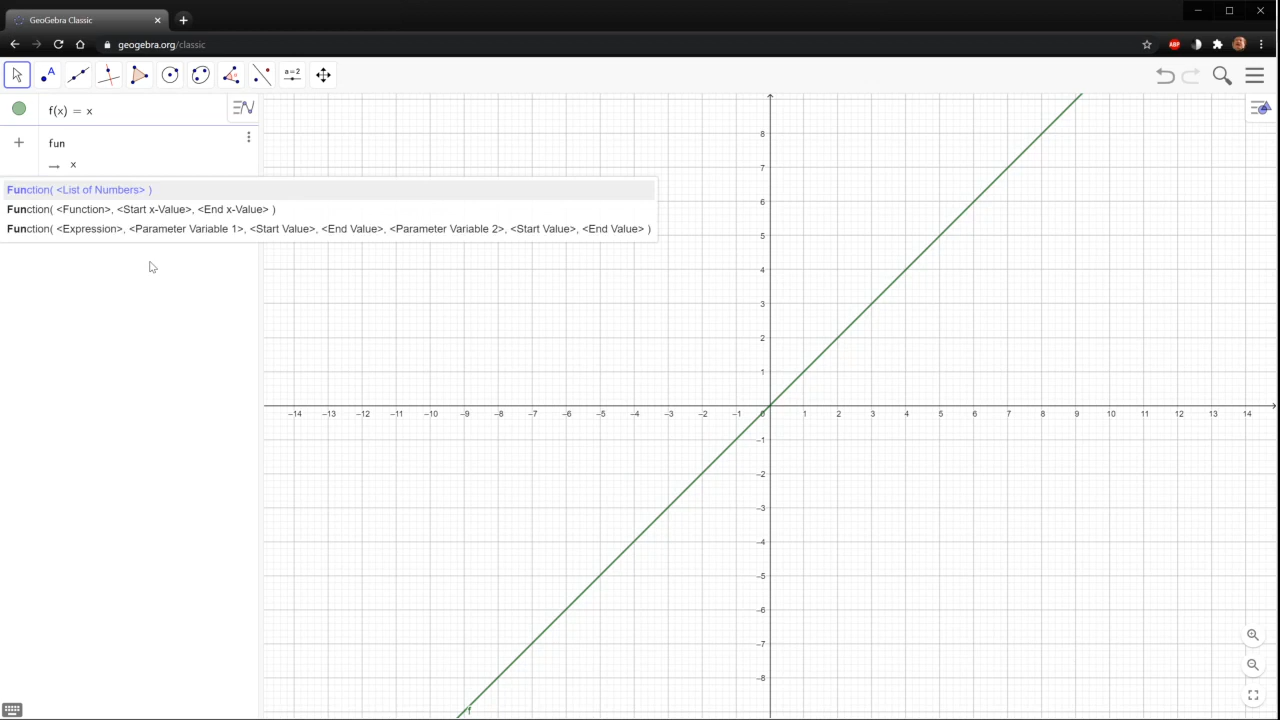 GeoGebra Classic
geogebra.org/classic
ABP
A
a=2
f(x) = x
fun
→ x
Function( <List of Numbers> )
Function( <Function>, <Start x-Value>, <End x-Value> )
Function( <Expression>, <Parameter Variable 1>, <Start Value>, <End Value>, <Parameter Variable 2>, <Start Value>, <End Value> )
8
7
6
5
4
3
2
1
–14 –13 –12 –11 –10 –9 –8 –7 –6 –5 –4 –3 –2 –1 0 1 2 3 4 5 6 7 8 9 10 11 12 13 14
–1
–2
–3
–4
–5
–6
–7
–8
f